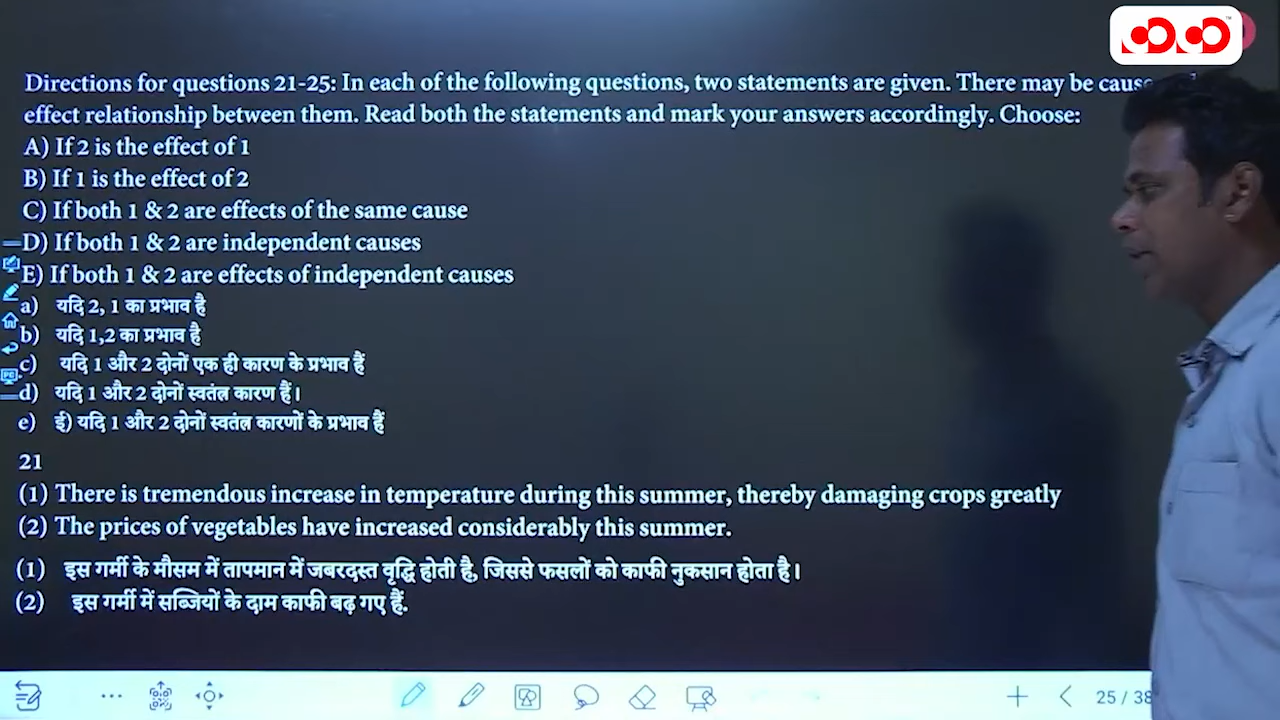 Directions for questions 21-25: In each of the following questions, two statements are given. There may be cause
effect relationship between them. Read both the statements and mark your answers accordingly. Choose:
A) If 2 is the effect of 1
B) If 1 is the effect of 2
C) If both 1 & 2 are effects of the same cause
D) If both 1 & 2 are independent causes
E) If both 1 & 2 are effects of independent causes
a) यदि 2, 1 का प्रभाव है
b) यदि 1,2 का प्रभाव है
c) यदि 1 और 2 दोनों एक ही कारण के प्रभाव हैं
d) यदि 1 और 2 दोनों स्वतंत्र कारण हैं।
e) ई) यदि 1 और 2 दोनों स्वतंत्र कारणों के प्रभाव हैं
21
(1) There is tremendous increase in temperature during this summer, thereby damaging crops greatly
(2) The prices of vegetables have increased considerably this summer.
(1) इस गर्मी के मौसम में तापमान में जबरदस्त वृद्धि होती है, जिससे फसलों को काफी नुकसान होता है।
(2) इस गर्मी में सब्जियों के दाम काफी बढ़ गए हैं.
25 / 38